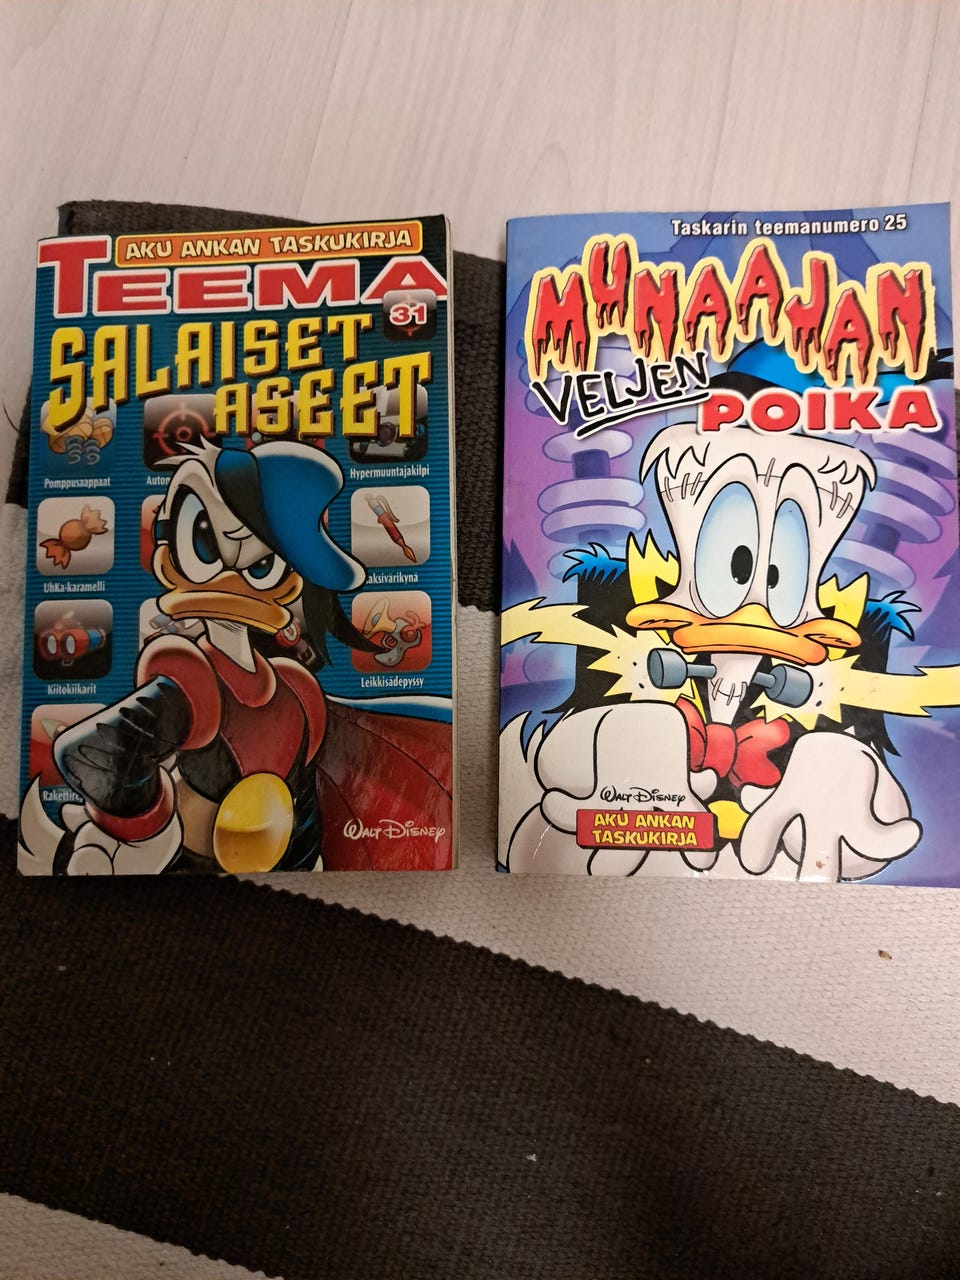 AKU ANKAN TASKUKIRJA
TEEMA
31
SALAISET
ASEET
Pomppusaappaat
Hypermuuntajakilpi
UhKa-karamelli
Kiitokiikarit
Leikkisädepyssy
WALT DISNEY
Taskarin teemanumero 25
MUNAAJAN
VELJEN
POIKA
WALT DISNEY
AKU ANKAN
TASKUKIRJA